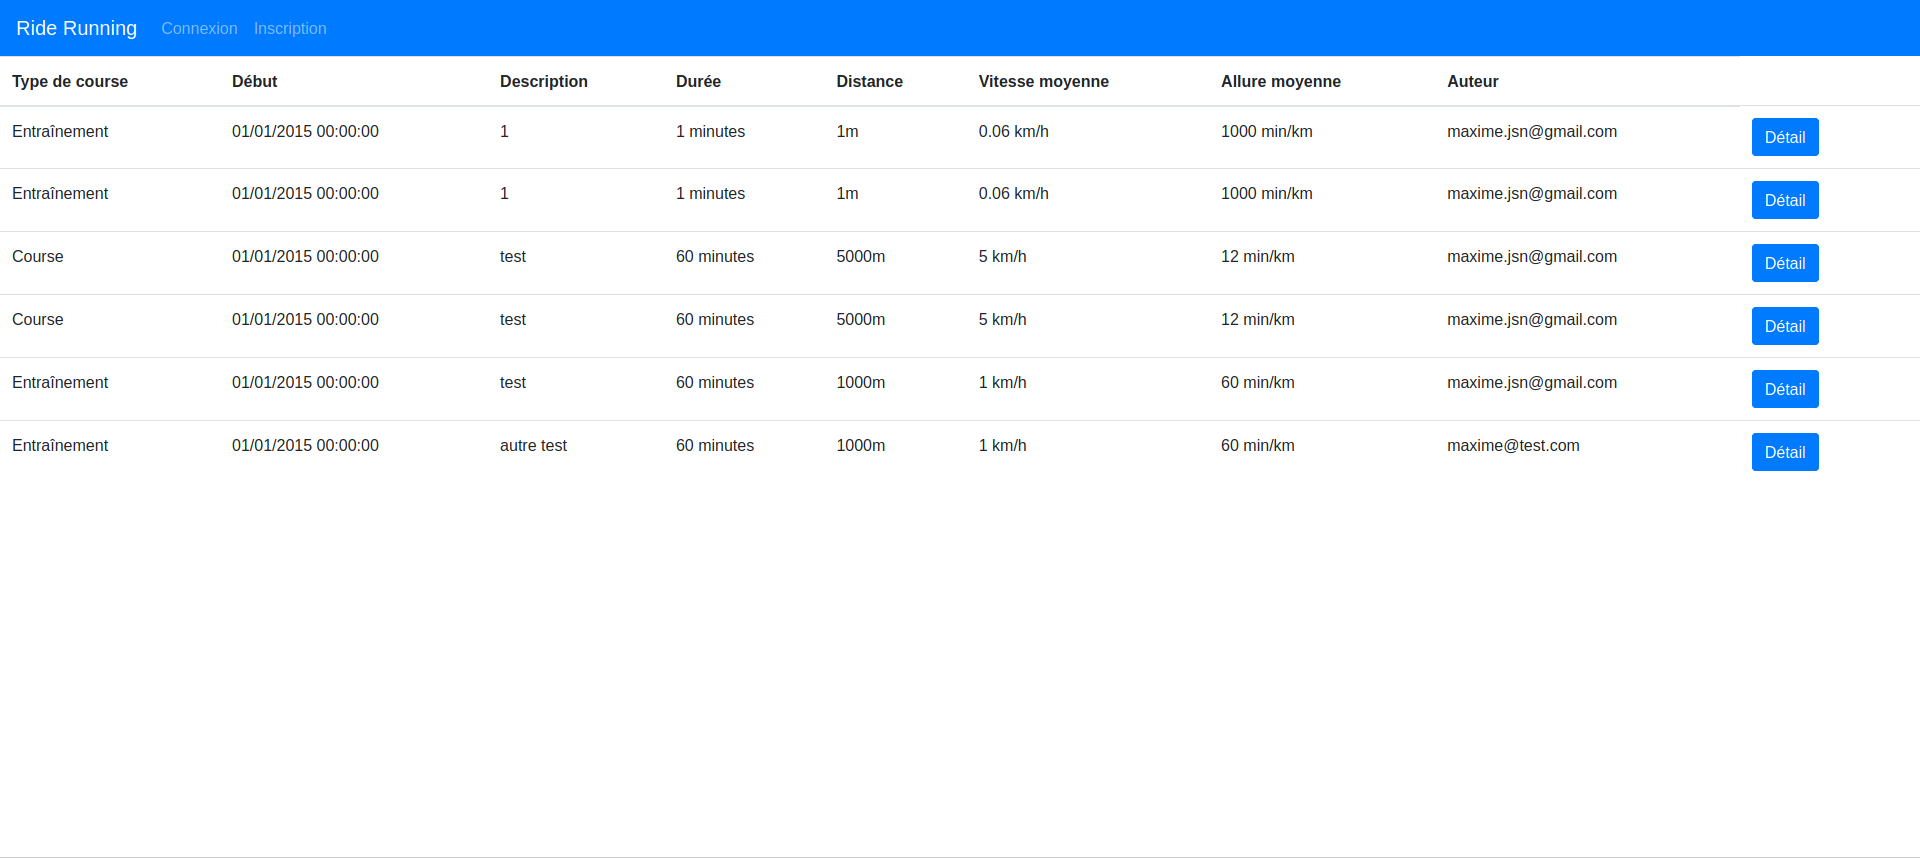 Ride Running Connexion Inscription
Type de course Début Description Durée Distance Vitesse moyenne Allure moyenne Auteur
Entraînement 01/01/2015 00:00:00 1 1 minutes 1m 0.06 km/h 1000 min/km maxime.jsn@gmail.com Détail
Entraînement 01/01/2015 00:00:00 1 1 minutes 1m 0.06 km/h 1000 min/km maxime.jsn@gmail.com Détail
Course 01/01/2015 00:00:00 test 60 minutes 5000m 5 km/h 12 min/km maxime.jsn@gmail.com Détail
Course 01/01/2015 00:00:00 test 60 minutes 5000m 5 km/h 12 min/km maxime.jsn@gmail.com Détail
Entraînement 01/01/2015 00:00:00 test 60 minutes 1000m 1 km/h 60 min/km maxime.jsn@gmail.com Détail
Entraînement 01/01/2015 00:00:00 autre test 60 minutes 1000m 1 km/h 60 min/km maxime@test.com Détail